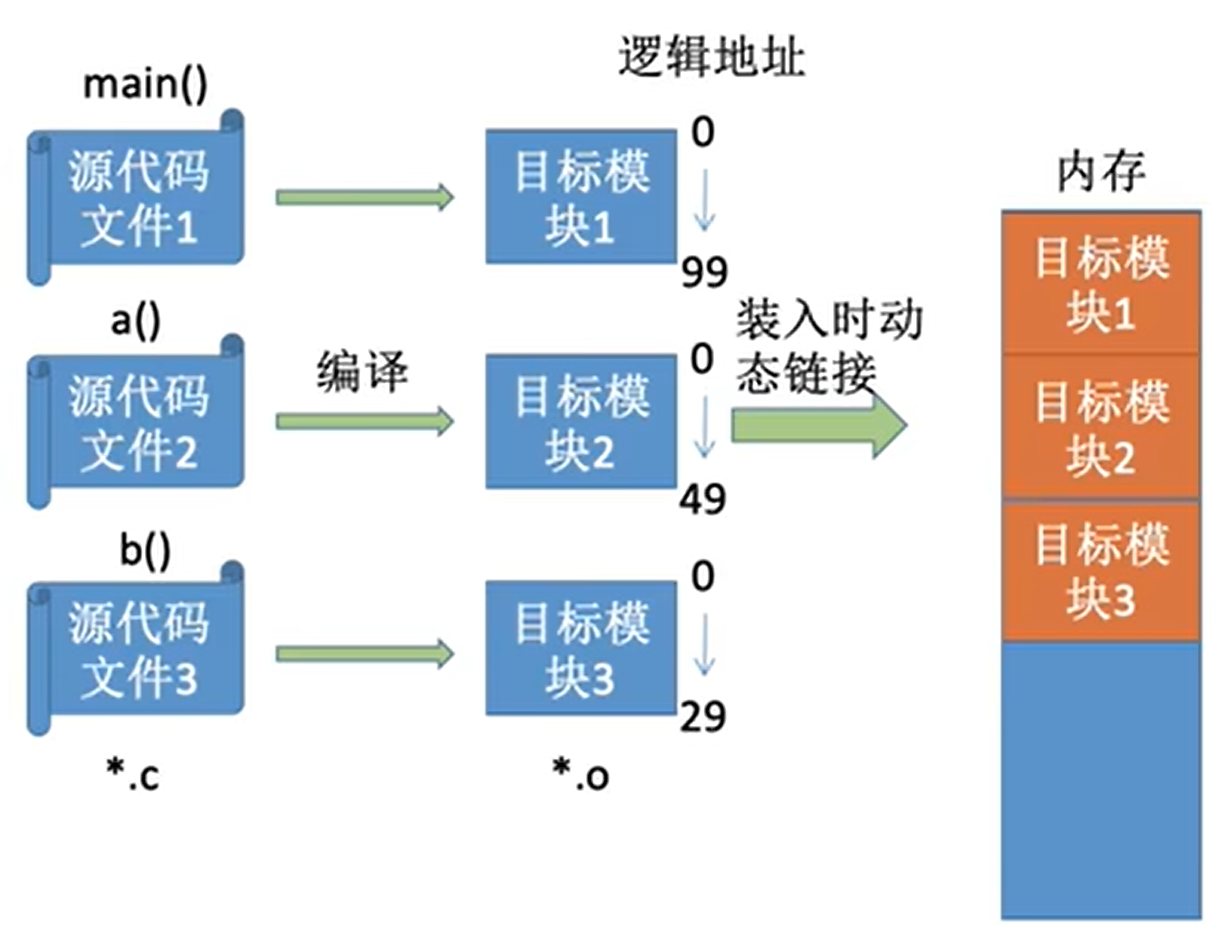 逻辑地址
main()
源代码
文件1
目标模
块1
0
99
内存
目标模
块1
a()
源代码
文件2
编译
目标模
块2
0
49
装入时动
态链接
目标模
块2
b()
源代码
文件3
目标模
块3
0
29
目标模
块3
*.c
*.o